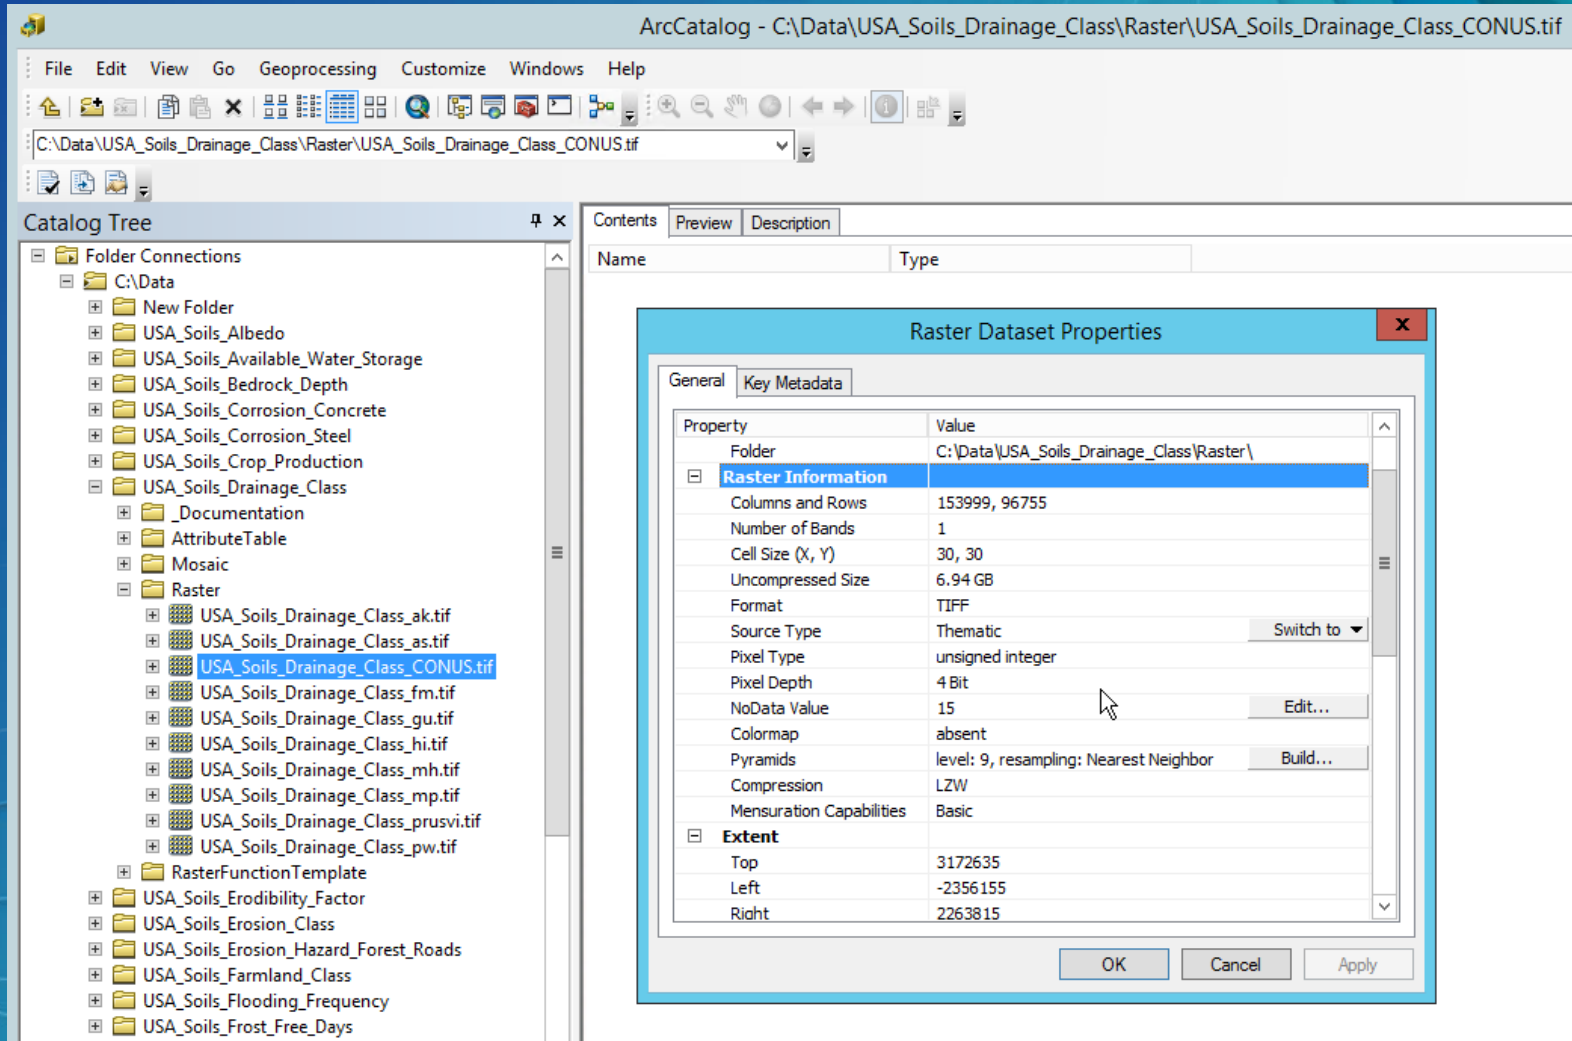 ArcCatalog - C:\Data\USA_Soils_Drainage_Class\Raster\USA_Soils_Drainage_Class_CONUS.tif
File Edit View Go Geoprocessing Customize Windows Help
C:\Data\USA_Soils_Drainage_Class\Raster\USA_Soils_Drainage_Class_CONUS.tif
Catalog Tree
Folder Connections
C:\Data
New Folder
USA_Soils_Albedo
USA_Soils_Available_Water_Storage
USA_Soils_Bedrock_Depth
USA_Soils_Corrosion_Concrete
USA_Soils_Corrosion_Steel
USA_Soils_Crop_Production
USA_Soils_Drainage_Class
_Documentation
AttributeTable
Mosaic
Raster
USA_Soils_Drainage_Class_ak.tif
USA_Soils_Drainage_Class_as.tif
USA_Soils_Drainage_Class_CONUS.tif
USA_Soils_Drainage_Class_fm.tif
USA_Soils_Drainage_Class_gu.tif
USA_Soils_Drainage_Class_hi.tif
USA_Soils_Drainage_Class_mh.tif
USA_Soils_Drainage_Class_mp.tif
USA_Soils_Drainage_Class_prusvi.tif
USA_Soils_Drainage_Class_pw.tif
RasterFunctionTemplate
USA_Soils_Erodibility_Factor
USA_Soils_Erosion_Class
USA_Soils_Erosion_Hazard_Forest_Roads
USA_Soils_Farmland_Class
USA_Soils_Flooding_Frequency
USA_Soils_Frost_Free_Days
Contents Preview Description
Name Type
Raster Dataset Properties
General Key Metadata
Property Value
Folder C:\Data\USA_Soils_Drainage_Class\Raster\
Raster Information
Columns and Rows 153999, 96755
Number of Bands 1
Cell Size (X, Y) 30, 30
Uncompressed Size 6.94 GB
Format TIFF
Source Type Thematic Switch to
Pixel Type unsigned integer
Pixel Depth 4 Bit
NoData Value 15 Edit...
Colormap absent
Pyramids level: 9, resampling: Nearest Neighbor Build...
Compression LZW
Mensuration Capabilities Basic
Extent
Top 3172635
Left -2356155
Right 2263815
OK Cancel Apply